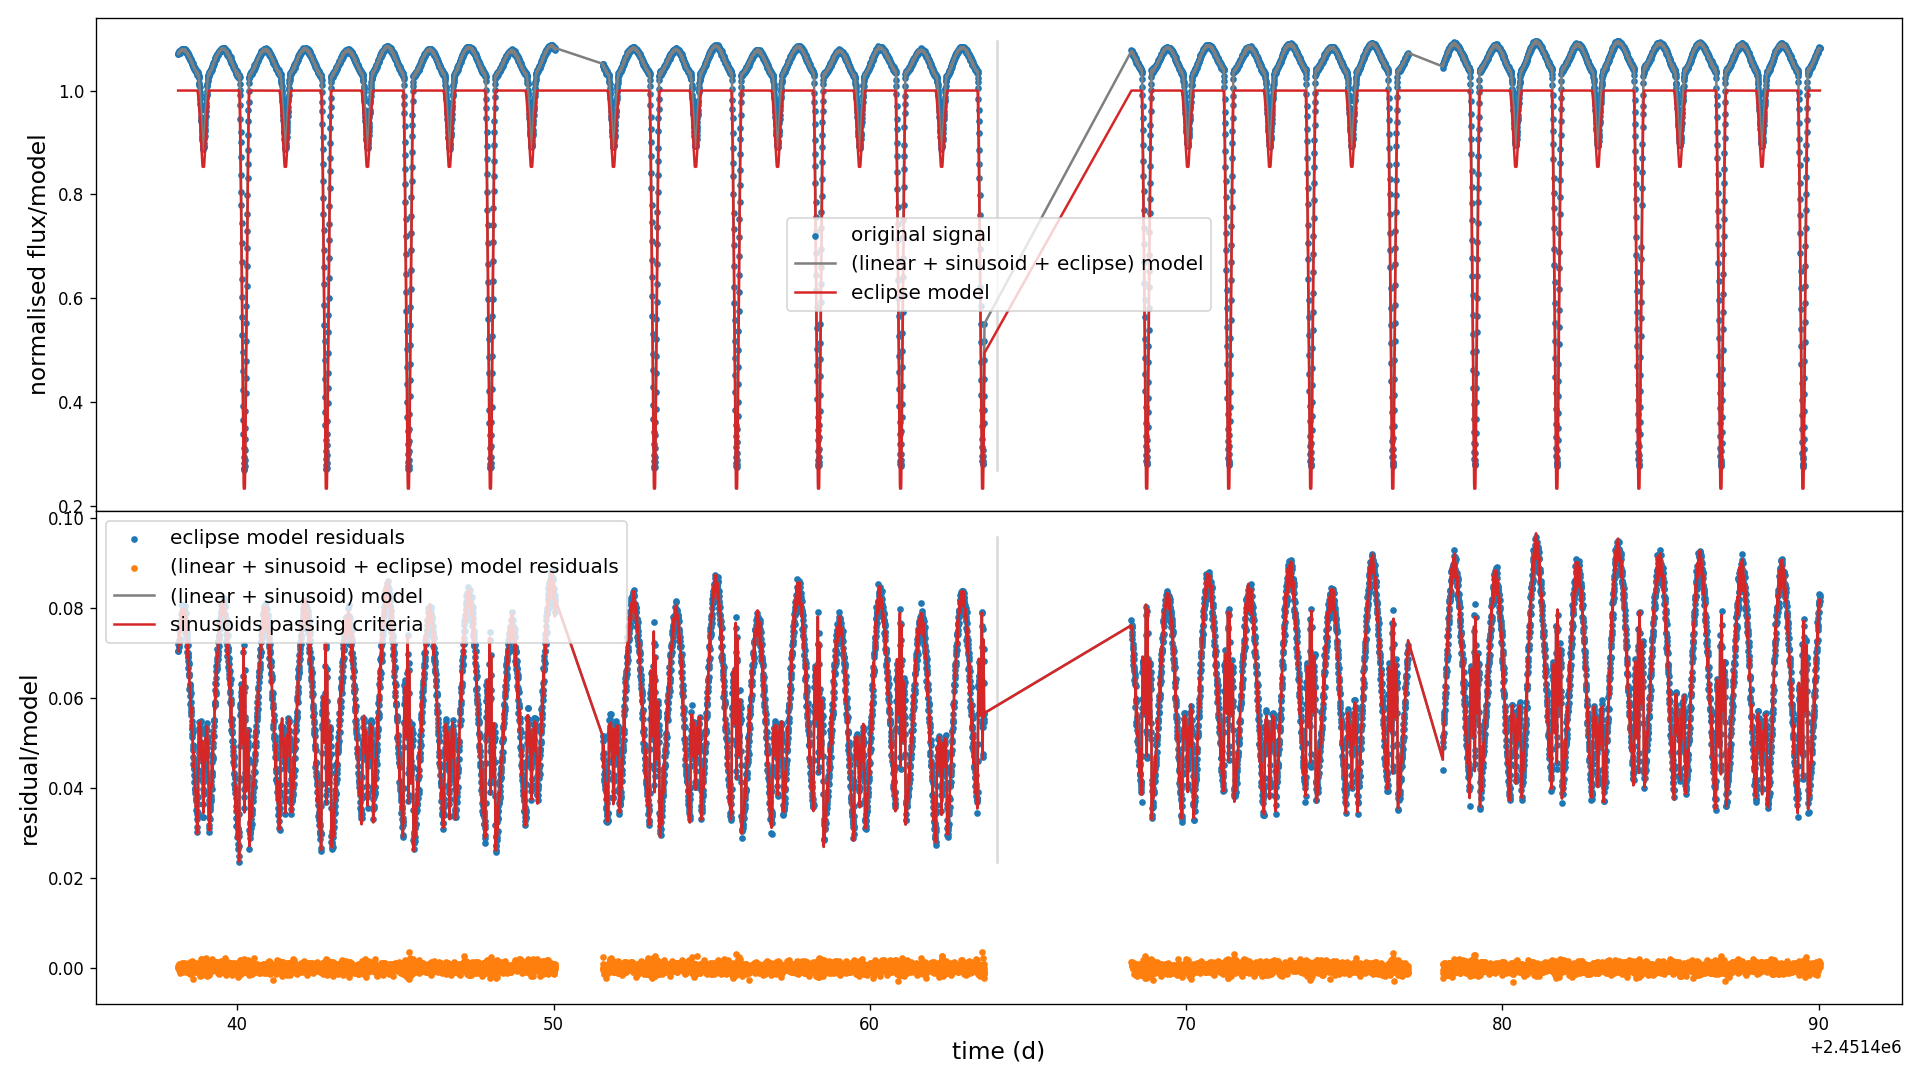 normalised flux/model
1.0
0.8
0.6
0.4
0.2
original signal
(linear + sinusoid + eclipse) model
eclipse model
residual/model
0.10
0.08
0.06
0.04
0.02
0.00
eclipse model residuals
(linear + sinusoid + eclipse) model residuals
(linear + sinusoid) model
sinusoids passing criteria
40 50 60 70 80 90
time (d)
+2.4514e6